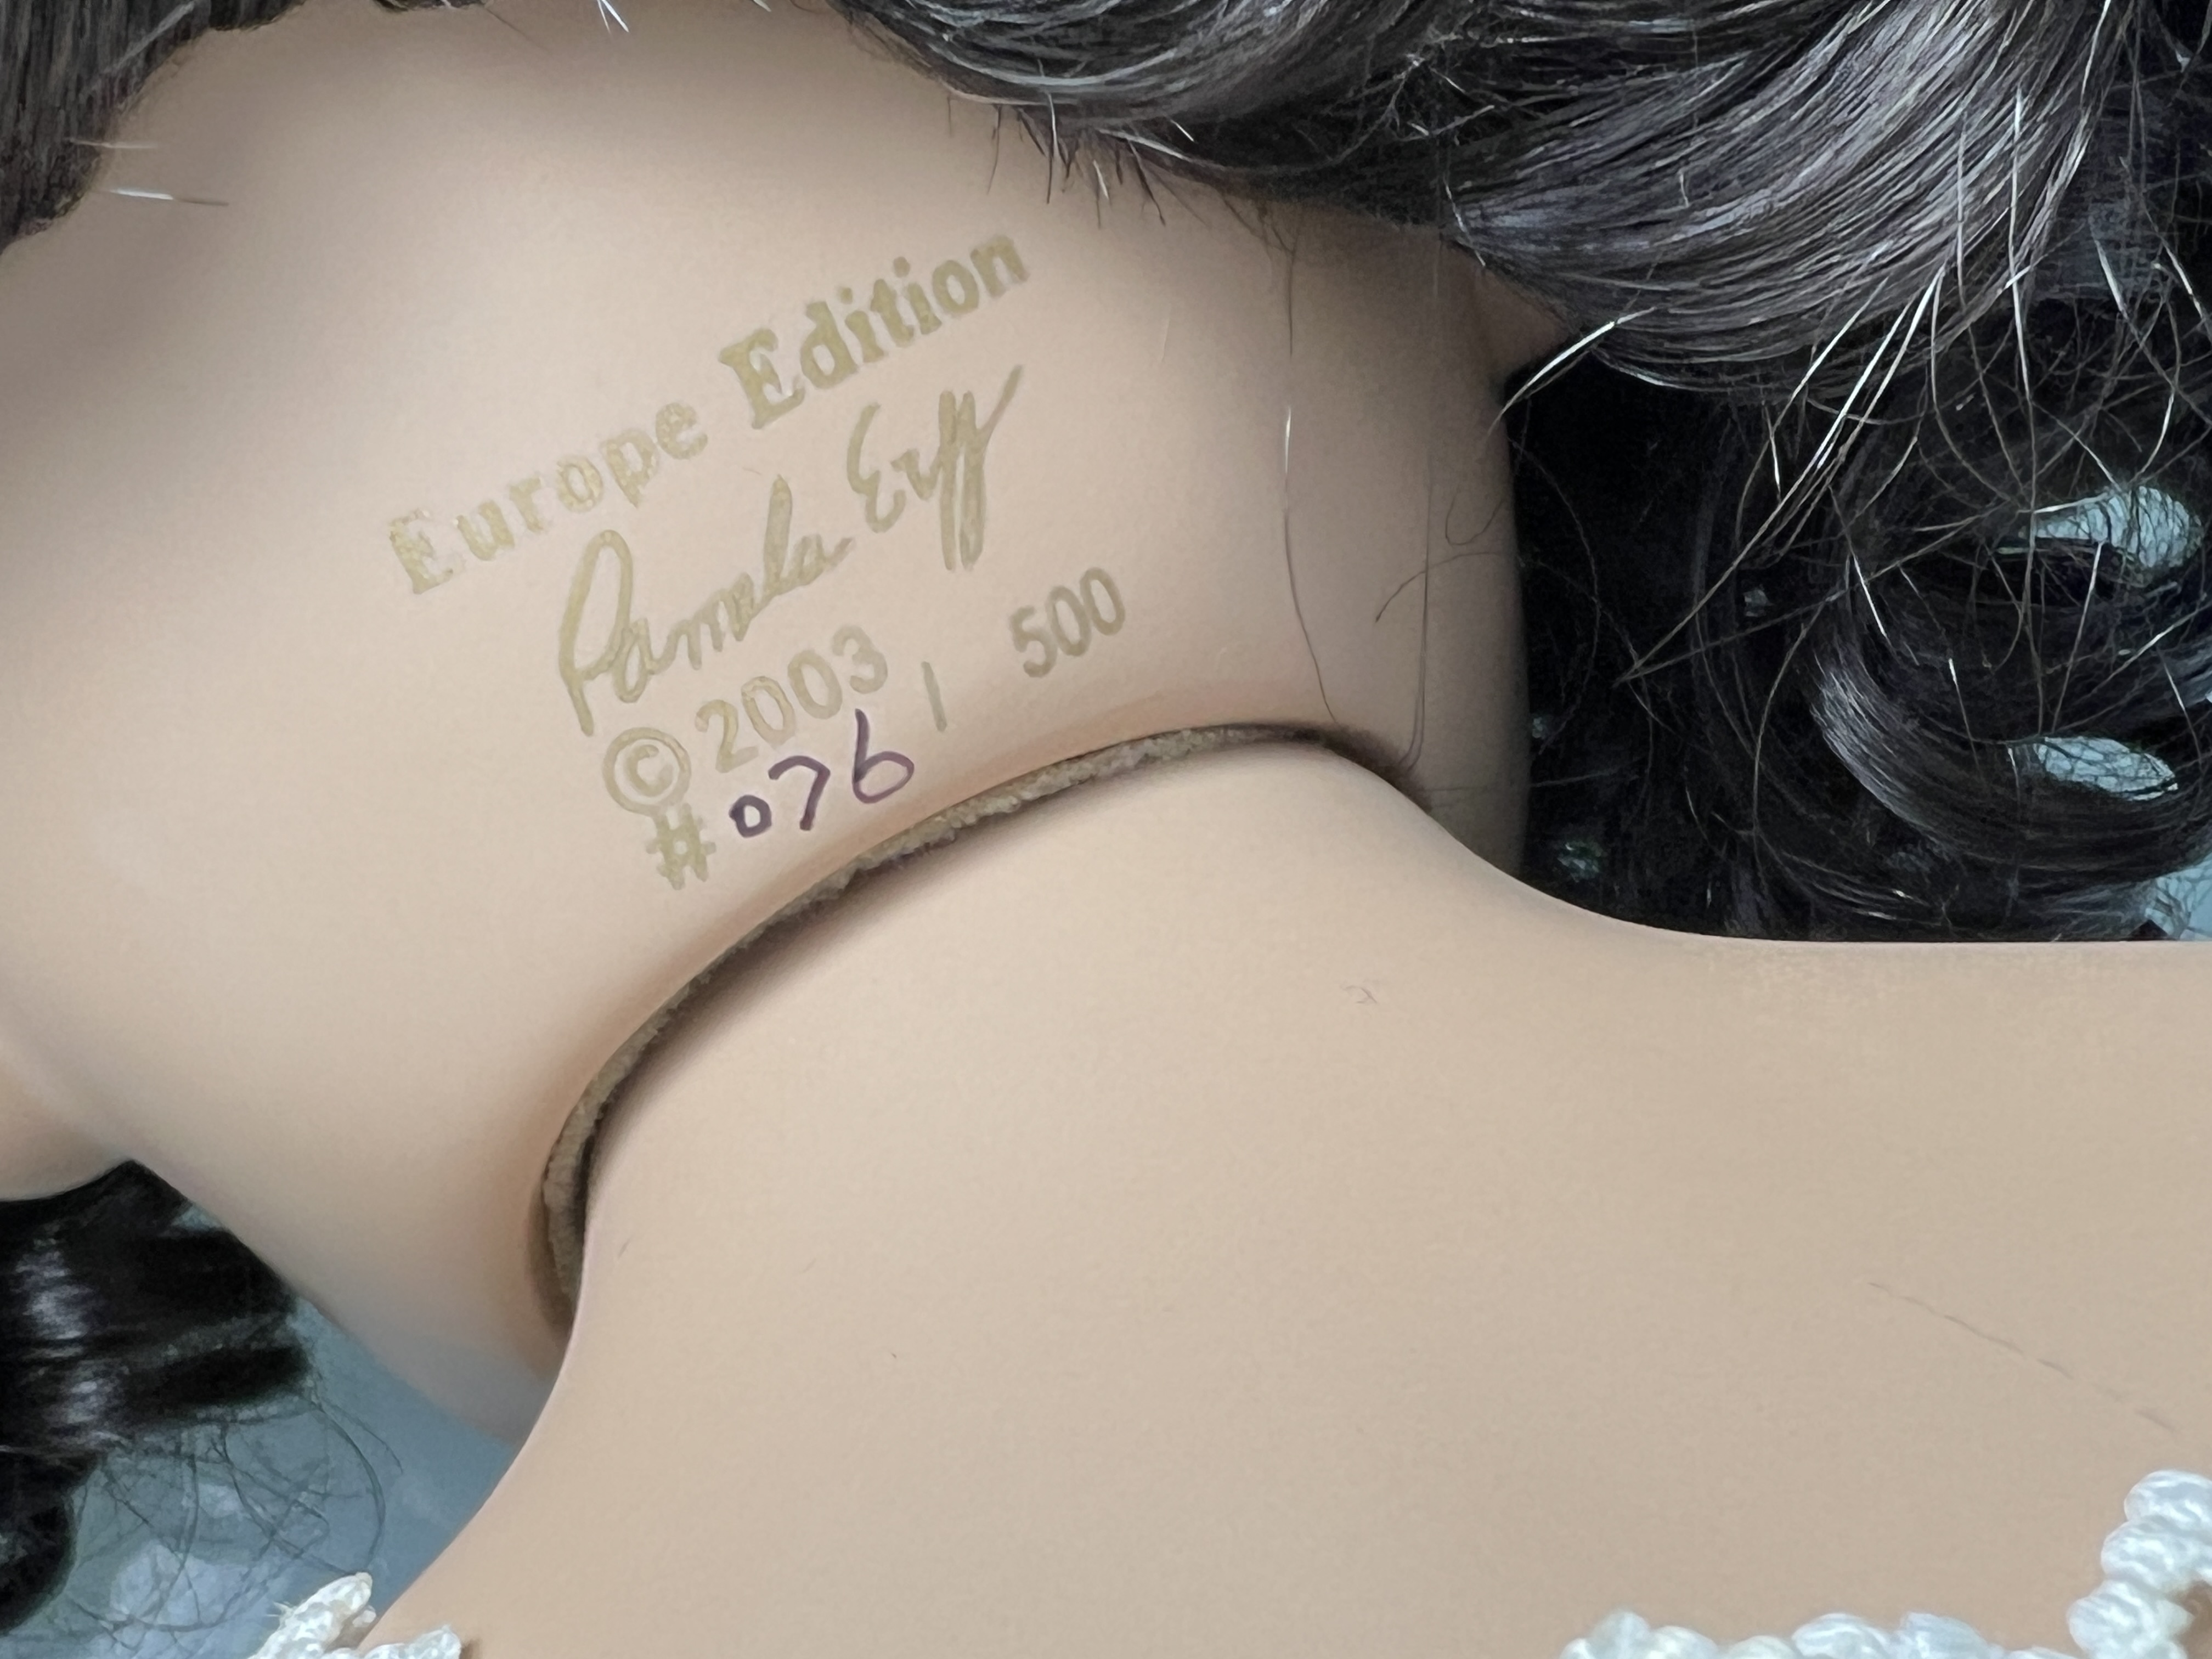 Europe Edition
Pamela Erff
© 2003
# 076 / 500